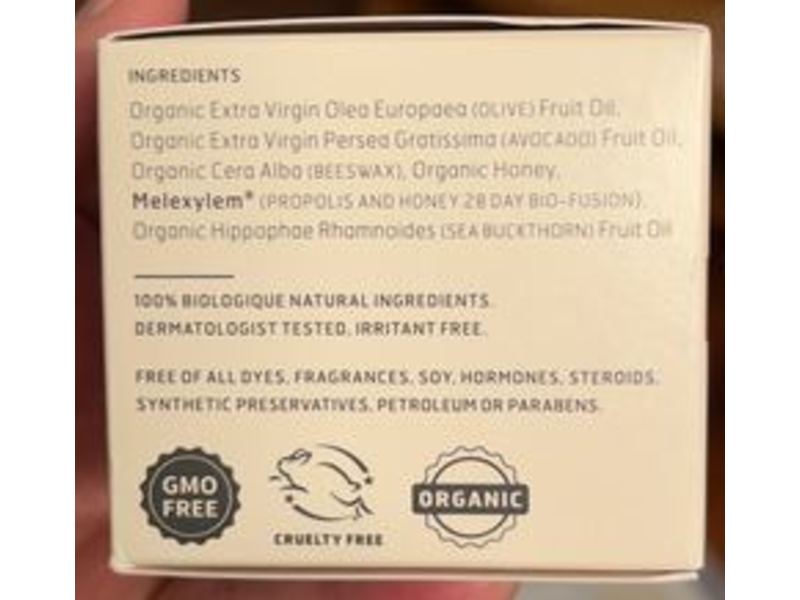 INGREDIENTS
Organic Extra Virgin Olea Europaea (OLIVE) Fruit Oil,
Organic Extra Virgin Persea Gratissima (AVOCADO) Fruit Oil,
Organic Cera Alba (BEESWAX), Organic Honey,
Melexylem® (PROPOLIS AND HONEY 28 DAY BIO-FUSION),
Organic Hippophae Rhamnoides (SEA BUCKTHORN) Fruit Oil
100% BIOLOGIQUE NATURAL INGREDIENTS.
DERMATOLOGIST TESTED, IRRITANT FREE.
FREE OF ALL DYES, FRAGRANCES, SOY, HORMONES, STEROIDS,
SYNTHETIC PRESERVATIVES, PETROLEUM OR PARABENS.
GMO
FREE
CRUELTY FREE
ORGANIC